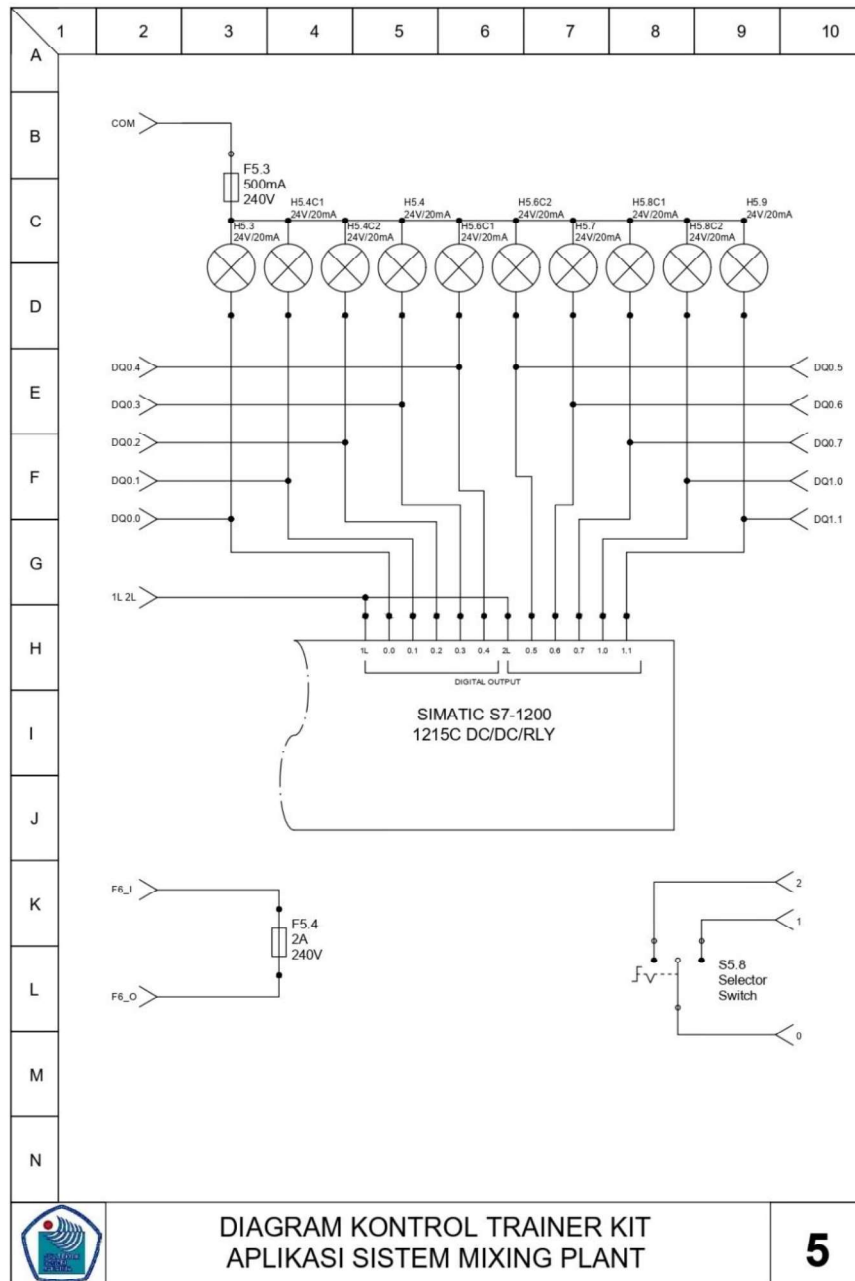 1 2 3 4 5 6 7 8 9 10
A
B
C
D
E
F
G
H
I
J
K
L
M
N
COM
F5.3
500mA
240V
H5.3
24V/20mA
H5.4C1
24V/20mA
H5.4C2
24V/20mA
H5.4
24V/20mA
H5.6C1
24V/20mA
H5.6C2
24V/20mA
H5.7
24V/20mA
H5.8C1
24V/20mA
H5.8C2
24V/20mA
H5.9
24V/20mA
DQ0.4
DQ0.3
DQ0.2
DQ0.1
DQ0.0
DQ0.5
DQ0.6
DQ0.7
DQ1.0
DQ1.1
1L 2L
1L 0.0 0.1 0.2 0.3 0.4 2L 0.5 0.6 0.7 1.0 1.1
DIGITAL OUTPUT
SIMATIC S7-1200
1215C DC/DC/RLY
F6_I
F5.4
2A
240V
F6_O
2
1
S5.8
Selector
Switch
0
DIAGRAM KONTROL TRAINER KIT
APLIKASI SISTEM MIXING PLANT
5